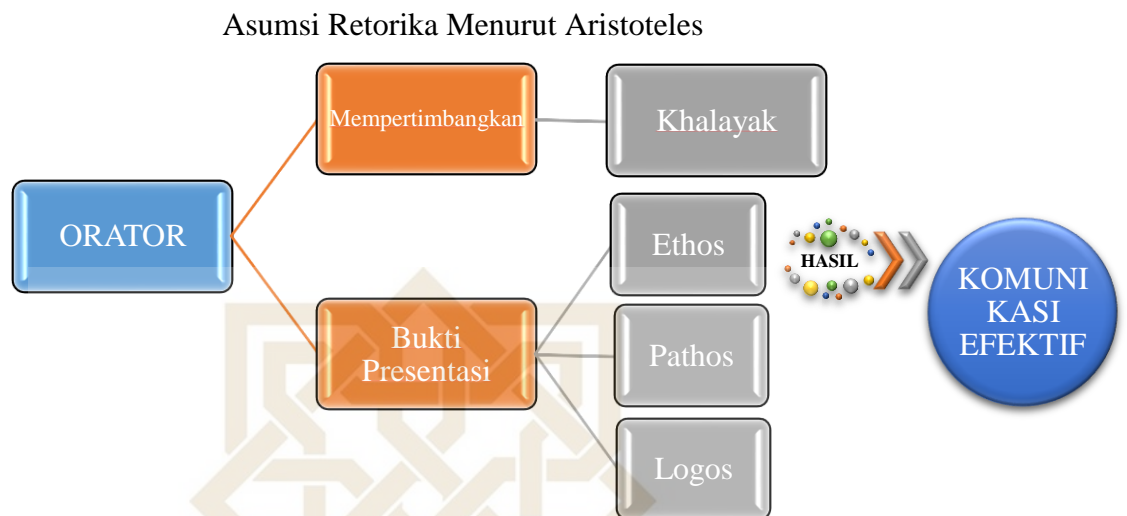 Asumsi Retorika Menurut Aristoteles
Mempertimbangkan
Khalayak
ORATOR
Ethos
HASIL
KOMUNI
KASI
EFEKTIF
Bukti
Presentasi
Pathos
Logos